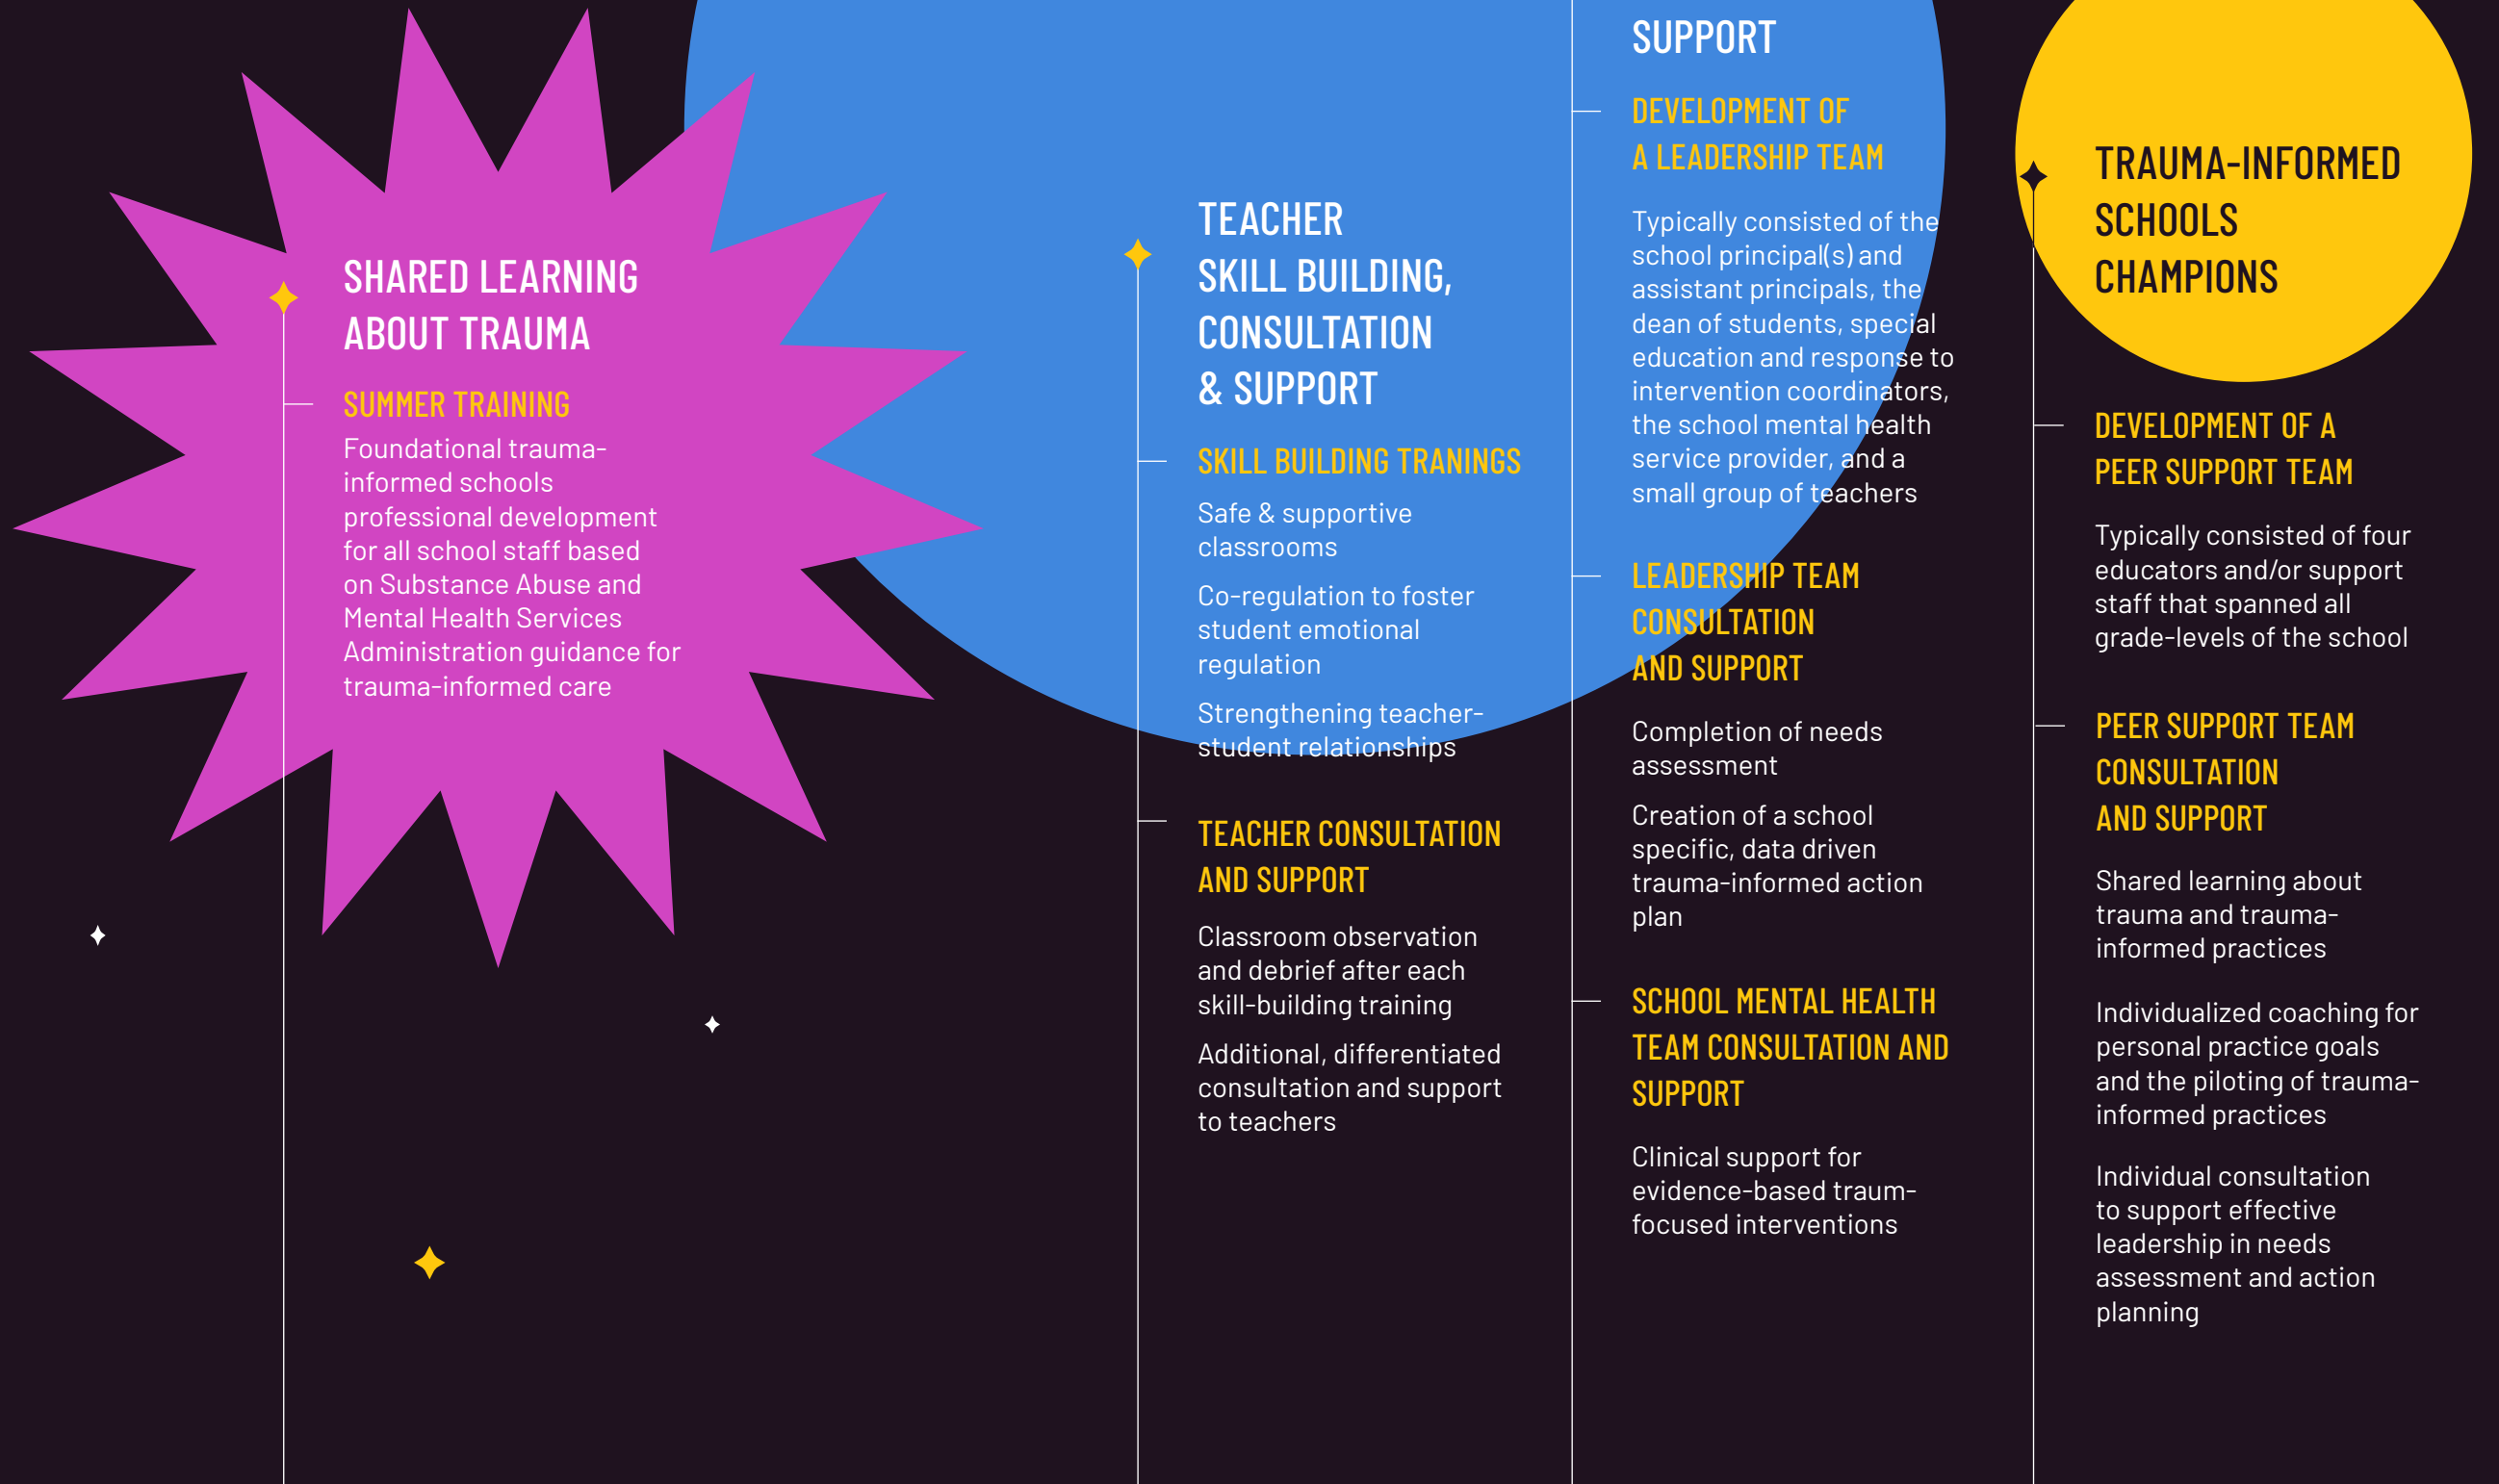 SHARED LEARNING
ABOUT TRAUMA
SUMMER TRAINING
Foundational trauma-
informed schools
professional development
for all school staff based
on Substance Abuse and
Mental Health Services
Administration guidance for
trauma-informed care
TEACHER
SKILL BUILDING,
CONSULTATION
& SUPPORT
SKILL BUILDING TRANINGS
Safe & supportive
classrooms
Co-regulation to foster
student emotional
regulation
Strengthening teacher-
student relationships
TEACHER CONSULTATION
AND SUPPORT
Classroom observation
and debrief after each
skill-building training
Additional, differentiated
consultation and support
to teachers
SUPPORT
DEVELOPMENT OF
A LEADERSHIP TEAM
Typically consisted of the
school principal(s) and
assistant principals, the
dean of students, special
education and response to
intervention coordinators,
the school mental health
service provider, and a
small group of teachers
LEADERSHIP TEAM
CONSULTATION
AND SUPPORT
Completion of needs
assessment
Creation of a school
specific, data driven
trauma-informed action
plan
SCHOOL MENTAL HEALTH
TEAM CONSULTATION AND
SUPPORT
Clinical support for
evidence-based traum-
focused interventions
TRAUMA-INFORMED
SCHOOLS
CHAMPIONS
DEVELOPMENT OF A
PEER SUPPORT TEAM
Typically consisted of four
educators and/or support
staff that spanned all
grade-levels of the school
PEER SUPPORT TEAM
CONSULTATION
AND SUPPORT
Shared learning about
trauma and trauma-
informed practices
Individualized coaching for
personal practice goals
and the piloting of trauma-
informed practices
Individual consultation
to support effective
leadership in needs
assessment and action
planning